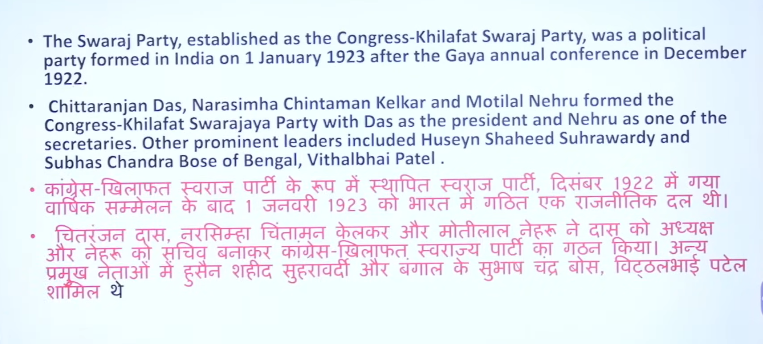 • The Swaraj Party, established as the Congress-Khilafat Swaraj Party, was a political
party formed in India on 1 January 1923 after the Gaya annual conference in December
1922.
• Chittaranjan Das, Narasimha Chintaman Kelkar and Motilal Nehru formed the
Congress-Khilafat Swarajaya Party with Das as the president and Nehru as one of the
secretaries. Other prominent leaders included Huseyn Shaheed Suhrawardy and
Subhas Chandra Bose of Bengal, Vithalbhai Patel .
• कांग्रेस-खिलाफत स्वराज पार्टी के रूप में स्थापित स्वराज पार्टी, दिसंबर 1922 में गया
वार्षिक सम्मेलन के बाद 1 जनवरी 1923 को भारत में गठित एक राजनीतिक दल थी।
• चितरंजन दास, नरसिम्हा चिंतामन केलकर और मोतीलाल नेहरू ने दास को अध्यक्ष
और नेहरू को सचिव बनाकर कांग्रेस-खिलाफत स्वराज्य पार्टी का गठन किया। अन्य
प्रमुख नेताओं में हुसैन शहीद सुहरावर्दी और बंगाल के सुभाष चंद्र बोस, विट्ठलभाई पटेल
शामिल थे